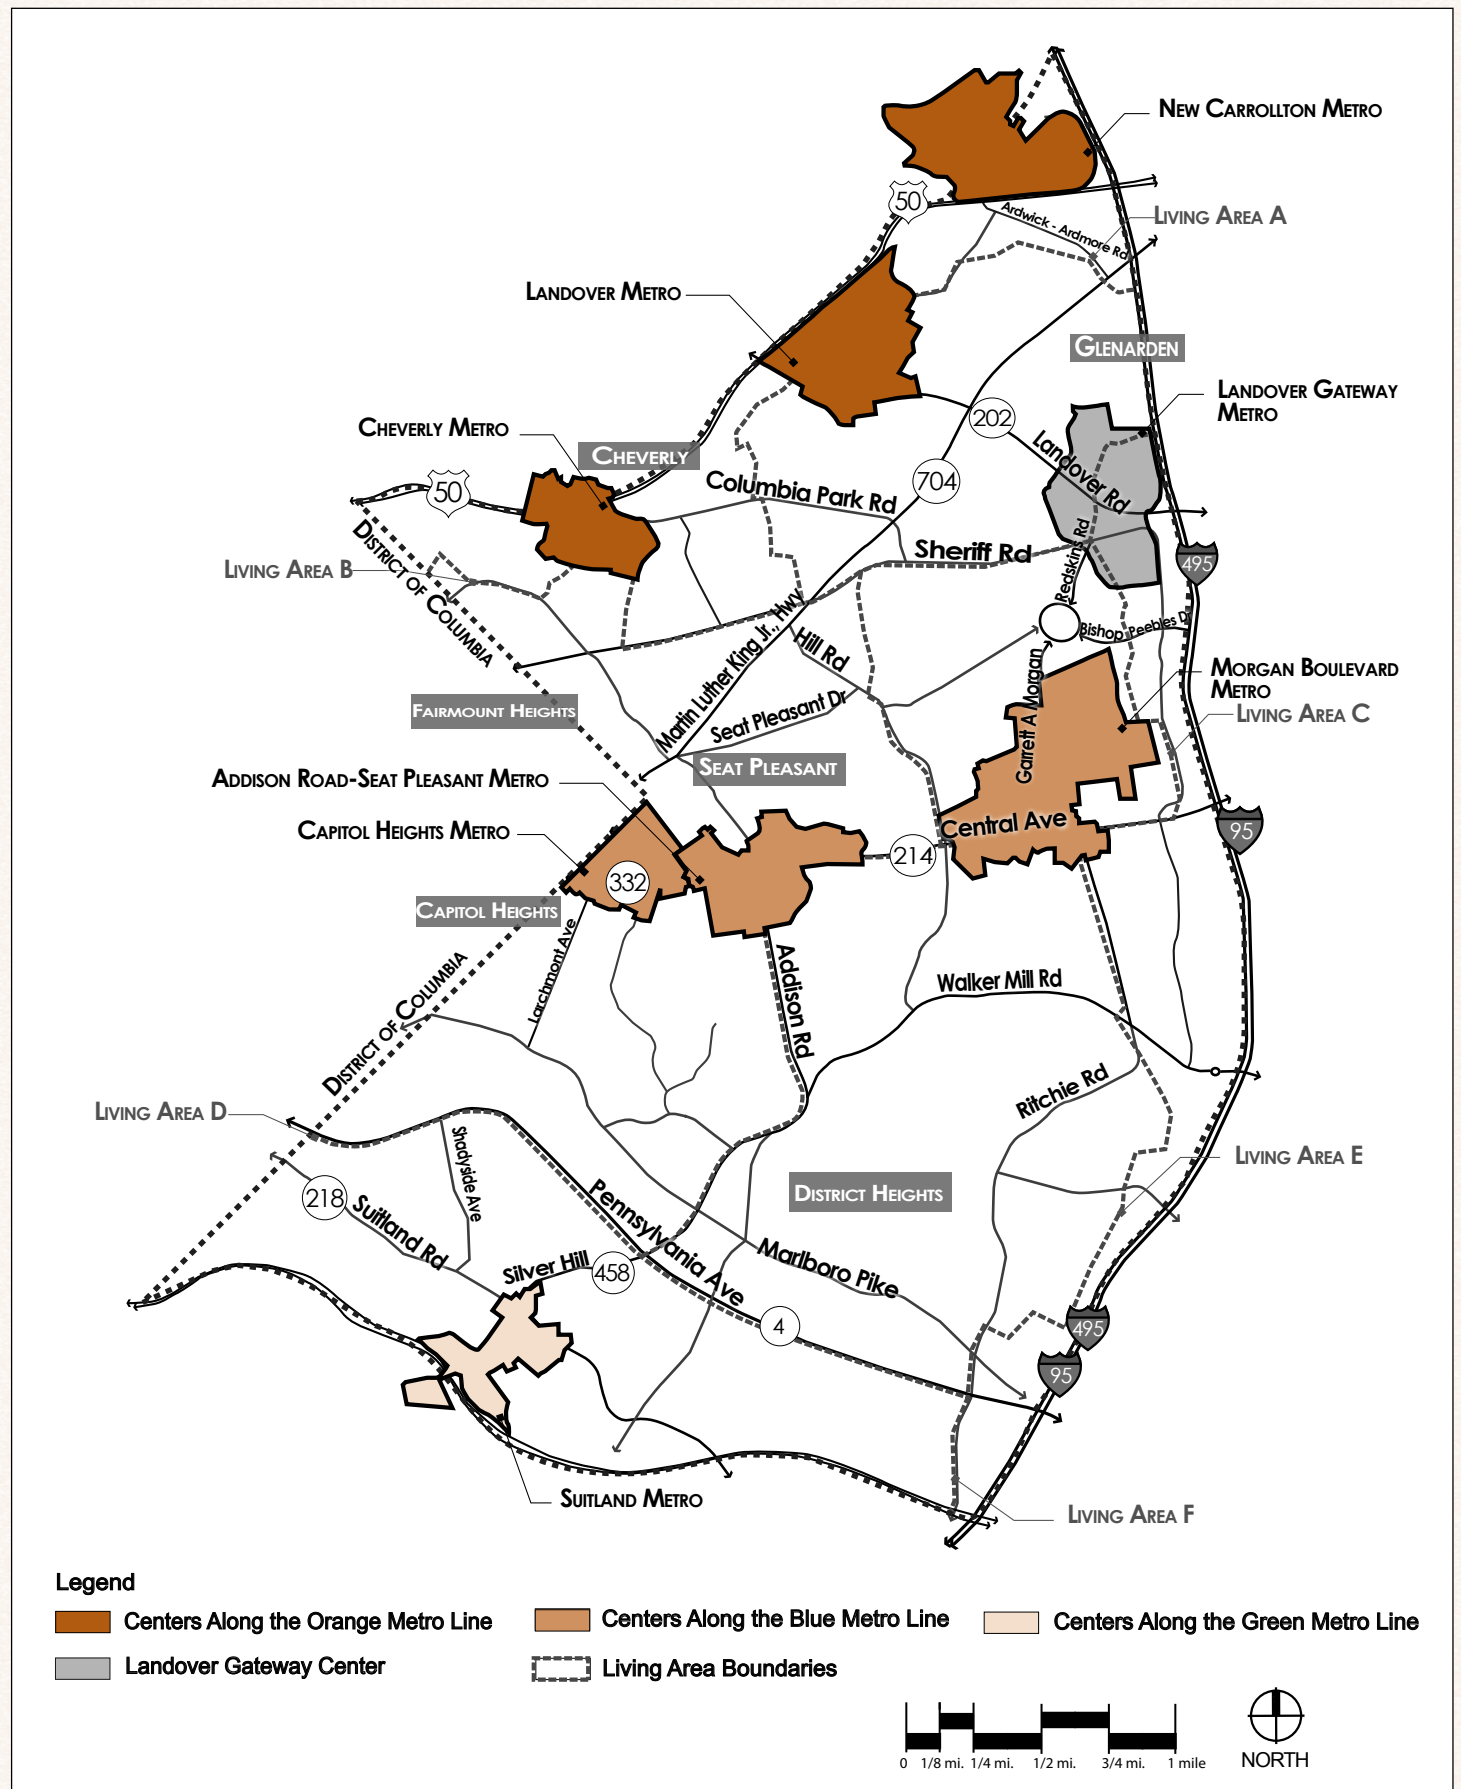 NEW CARROLLTON METRO
50
Ardwick - Ardmore Rd
LIVING AREA A
LANDOVER METRO
GLENARDEN
LANDOVER GATEWAY
METRO
202
CHEVERLY METRO
CHEVERLY
Landover Rd
704
50
Columbia Park Rd
DISTRICT OF COLUMBIA
Sheriff Rd
Redskins Rd
495
LIVING AREA B
Martin Luther King Jr., Hwy
Hill Rd
Bishop Peebles D
MORGAN BOULEVARD
METRO
Garrett A Morgan
LIVING AREA C
FAIRMOUNT HEIGHTS
Seat Pleasant Dr
SEAT PLEASANT
ADDISON ROAD-SEAT PLEASANT METRO
CAPITOL HEIGHTS METRO
Central Ave
95
214
332
CAPITOL HEIGHTS
Larchmont Ave
Addison Rd
Walker Mill Rd
DISTRICT OF COLUMBIA
Ritchie Rd
LIVING AREA D
Shadyside Ave
LIVING AREA E
218
Suitland Rd
Pennsylvania Ave
DISTRICT HEIGHTS
Silver Hill
458
Marlboro Pike
4
495
95
SUITLAND METRO
LIVING AREA F
Legend
Centers Along the Orange Metro Line
Centers Along the Blue Metro Line
Centers Along the Green Metro Line
Landover Gateway Center
Living Area Boundaries
0 1/8 mi. 1/4 mi. 1/2 mi. 3/4 mi. 1 mile
NORTH